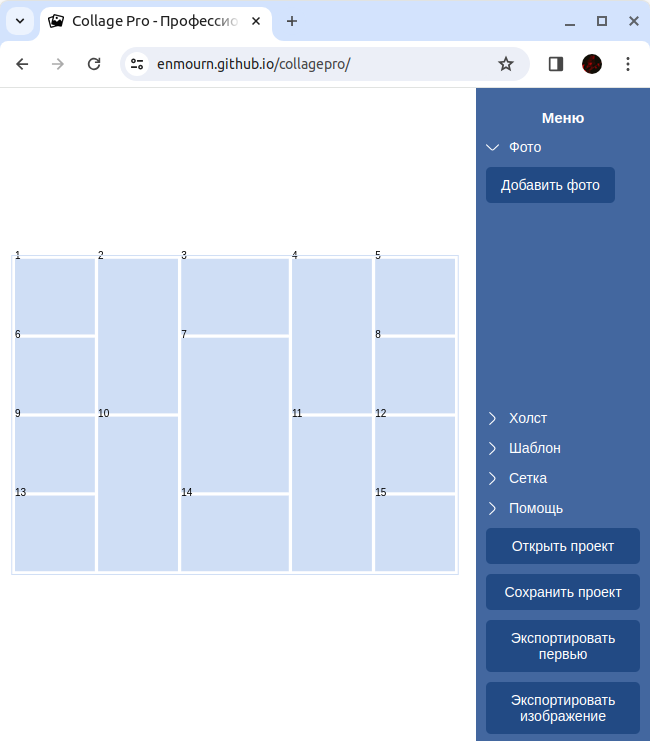 Collage Pro - Профессио
enmourn.github.io/collagepro/
Меню
Фото
Добавить фото
1 2 3 4 5
6 7 8
9 10 11 12
13 14 15
Холст
Шаблон
Сетка
Помощь
Открыть проект
Сохранить проект
Экспортировать
первью
Экспортировать
изображение